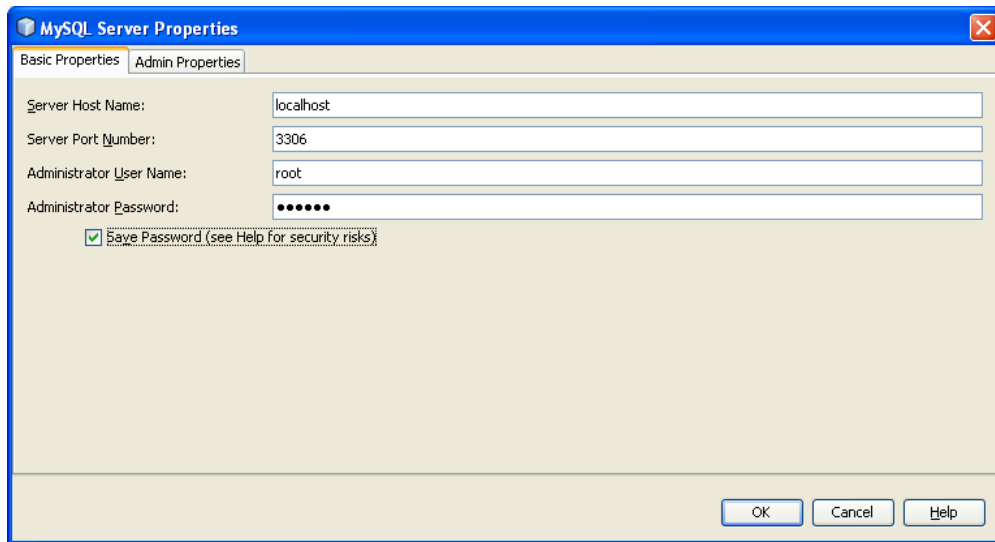 MySQL Server Properties
Basic Properties Admin Properties
Server Host Name: localhost
Server Port Number: 3306
Administrator User Name: root
Administrator Password: ●●●●●●
Save Password (see Help for security risks)
OK Cancel Help